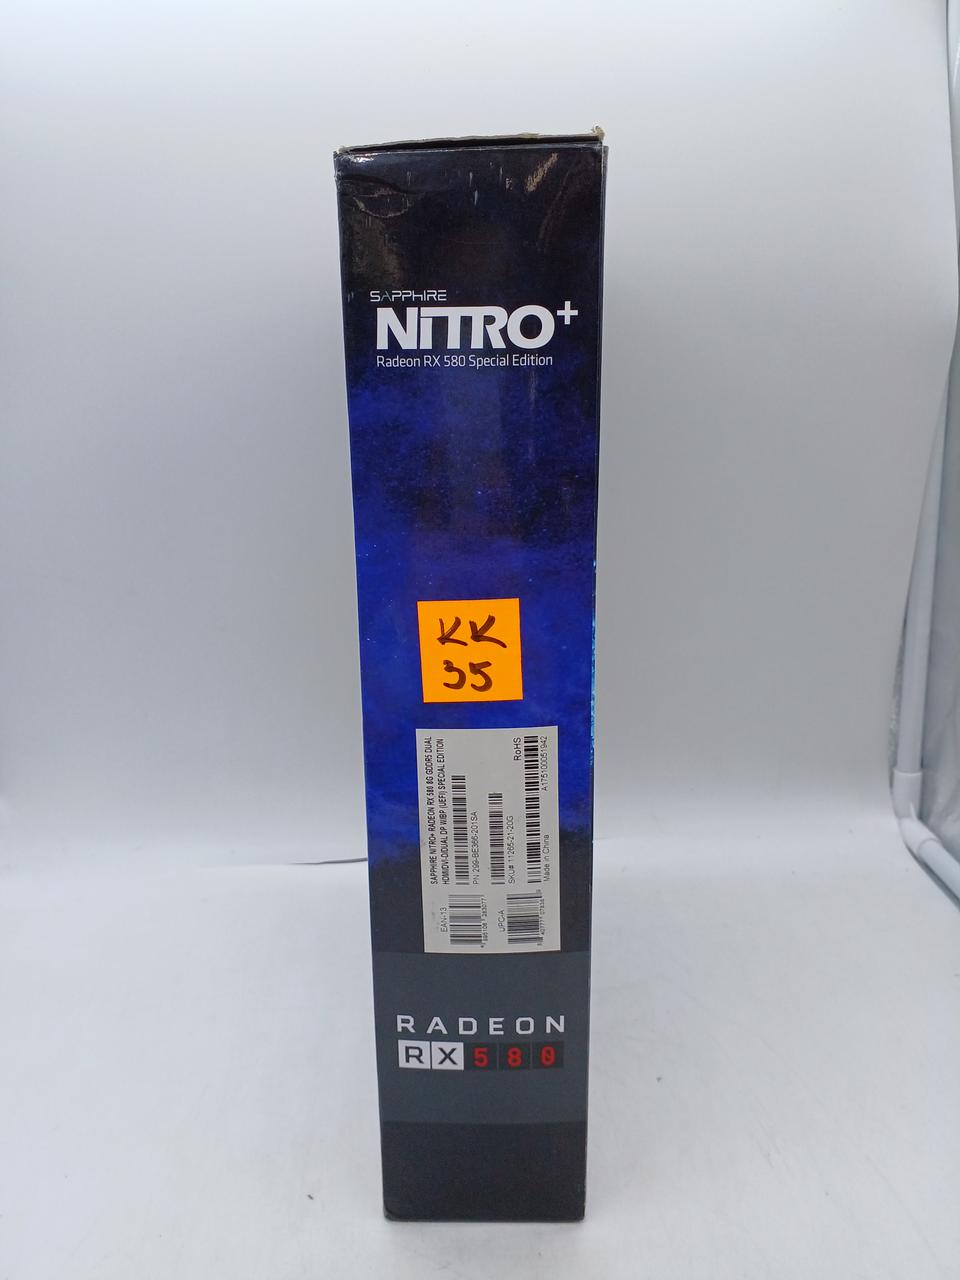 SAPPHIRE
NiTRO+
Radeon RX 580 Special Edition
KK
35
SAPPHIRE NITRO+ RADEON RX 580 8G GDDR5 DUAL
HDMI/DVI-D/DUAL DP W/BP (UEFI) SPECIAL EDITION
P/N 299-BE366-201SA
SKU# 11265-21-20G
RoHS
Made in China
A175100051942
EAN-13
UPC-A
RADEON
RX 580